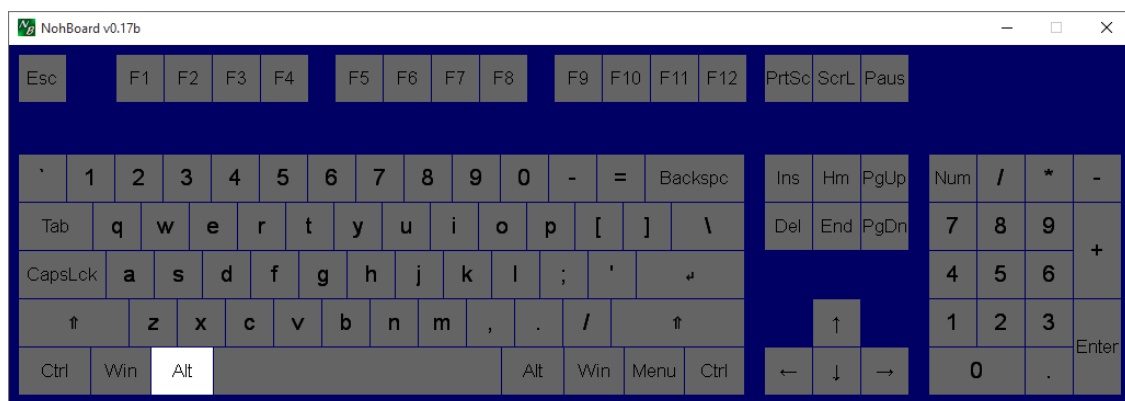 NohBoard v0.17b
Esc F1 F2 F3 F4 F5 F6 F7 F8 F9 F10 F11 F12 PrtSc ScrL Paus
` 1 2 3 4 5 6 7 8 9 0 - = Backspc Ins Hm PgUp Num / * -
Tab q w e r t y u i o p [ ] \ Del End PgDn 7 8 9 +
CapsLck a s d f g h j k l ; ' ↵ 4 5 6
⇑ z x c v b n m , . / ⇑ ↑ 1 2 3 Enter
Ctrl Win Alt Alt Win Menu Ctrl ← ↓ → 0 .